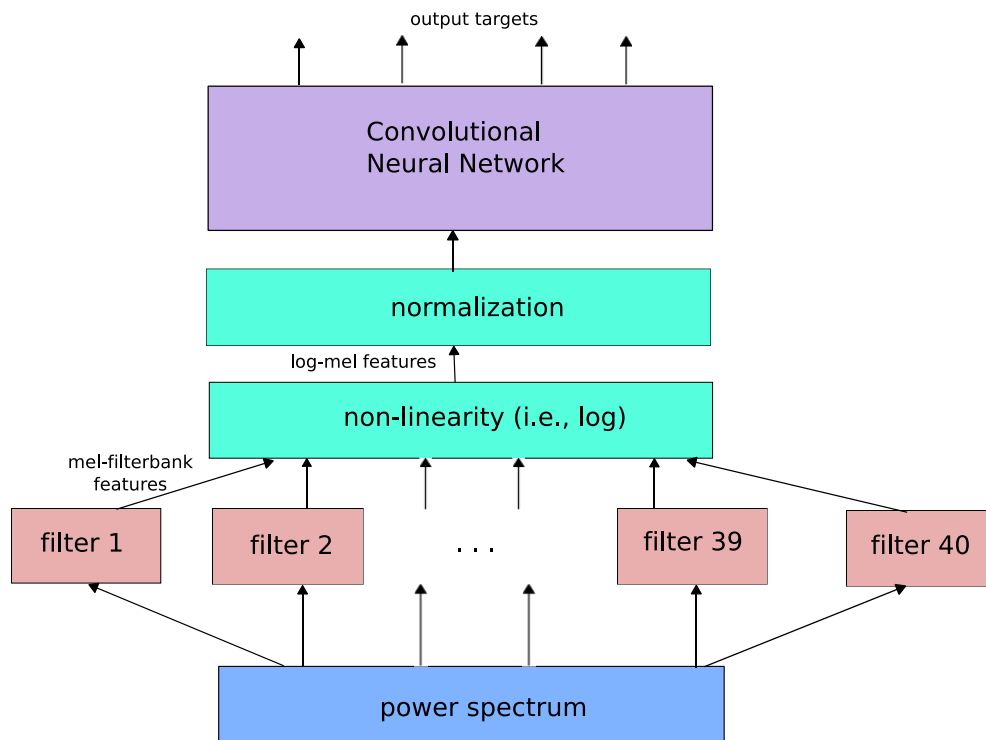 output targets
Convolutional
Neural Network
normalization
log-mel features
non-linearity (i.e., log)
mel-filterbank
features
filter 1
filter 2
. . .
filter 39
filter 40
power spectrum